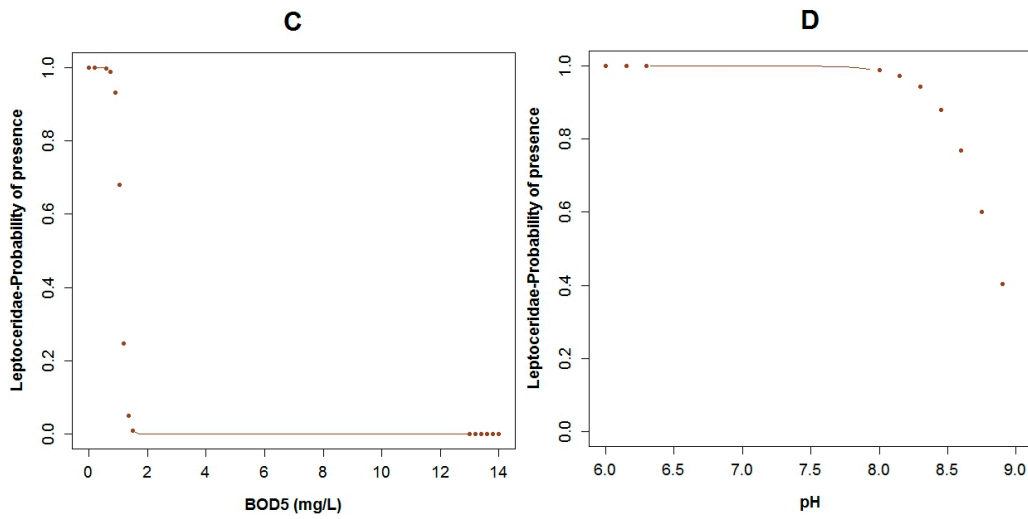 C
Leptoceridae-Probability of presence
1.0
0.8
0.6
0.4
0.2
0.0
0 2 4 6 8 10 12 14
BOD5 (mg/L)
D
Leptoceridae-Probability of presence
1.0
0.8
0.6
0.4
0.2
0.0
6.0 6.5 7.0 7.5 8.0 8.5 9.0
pH